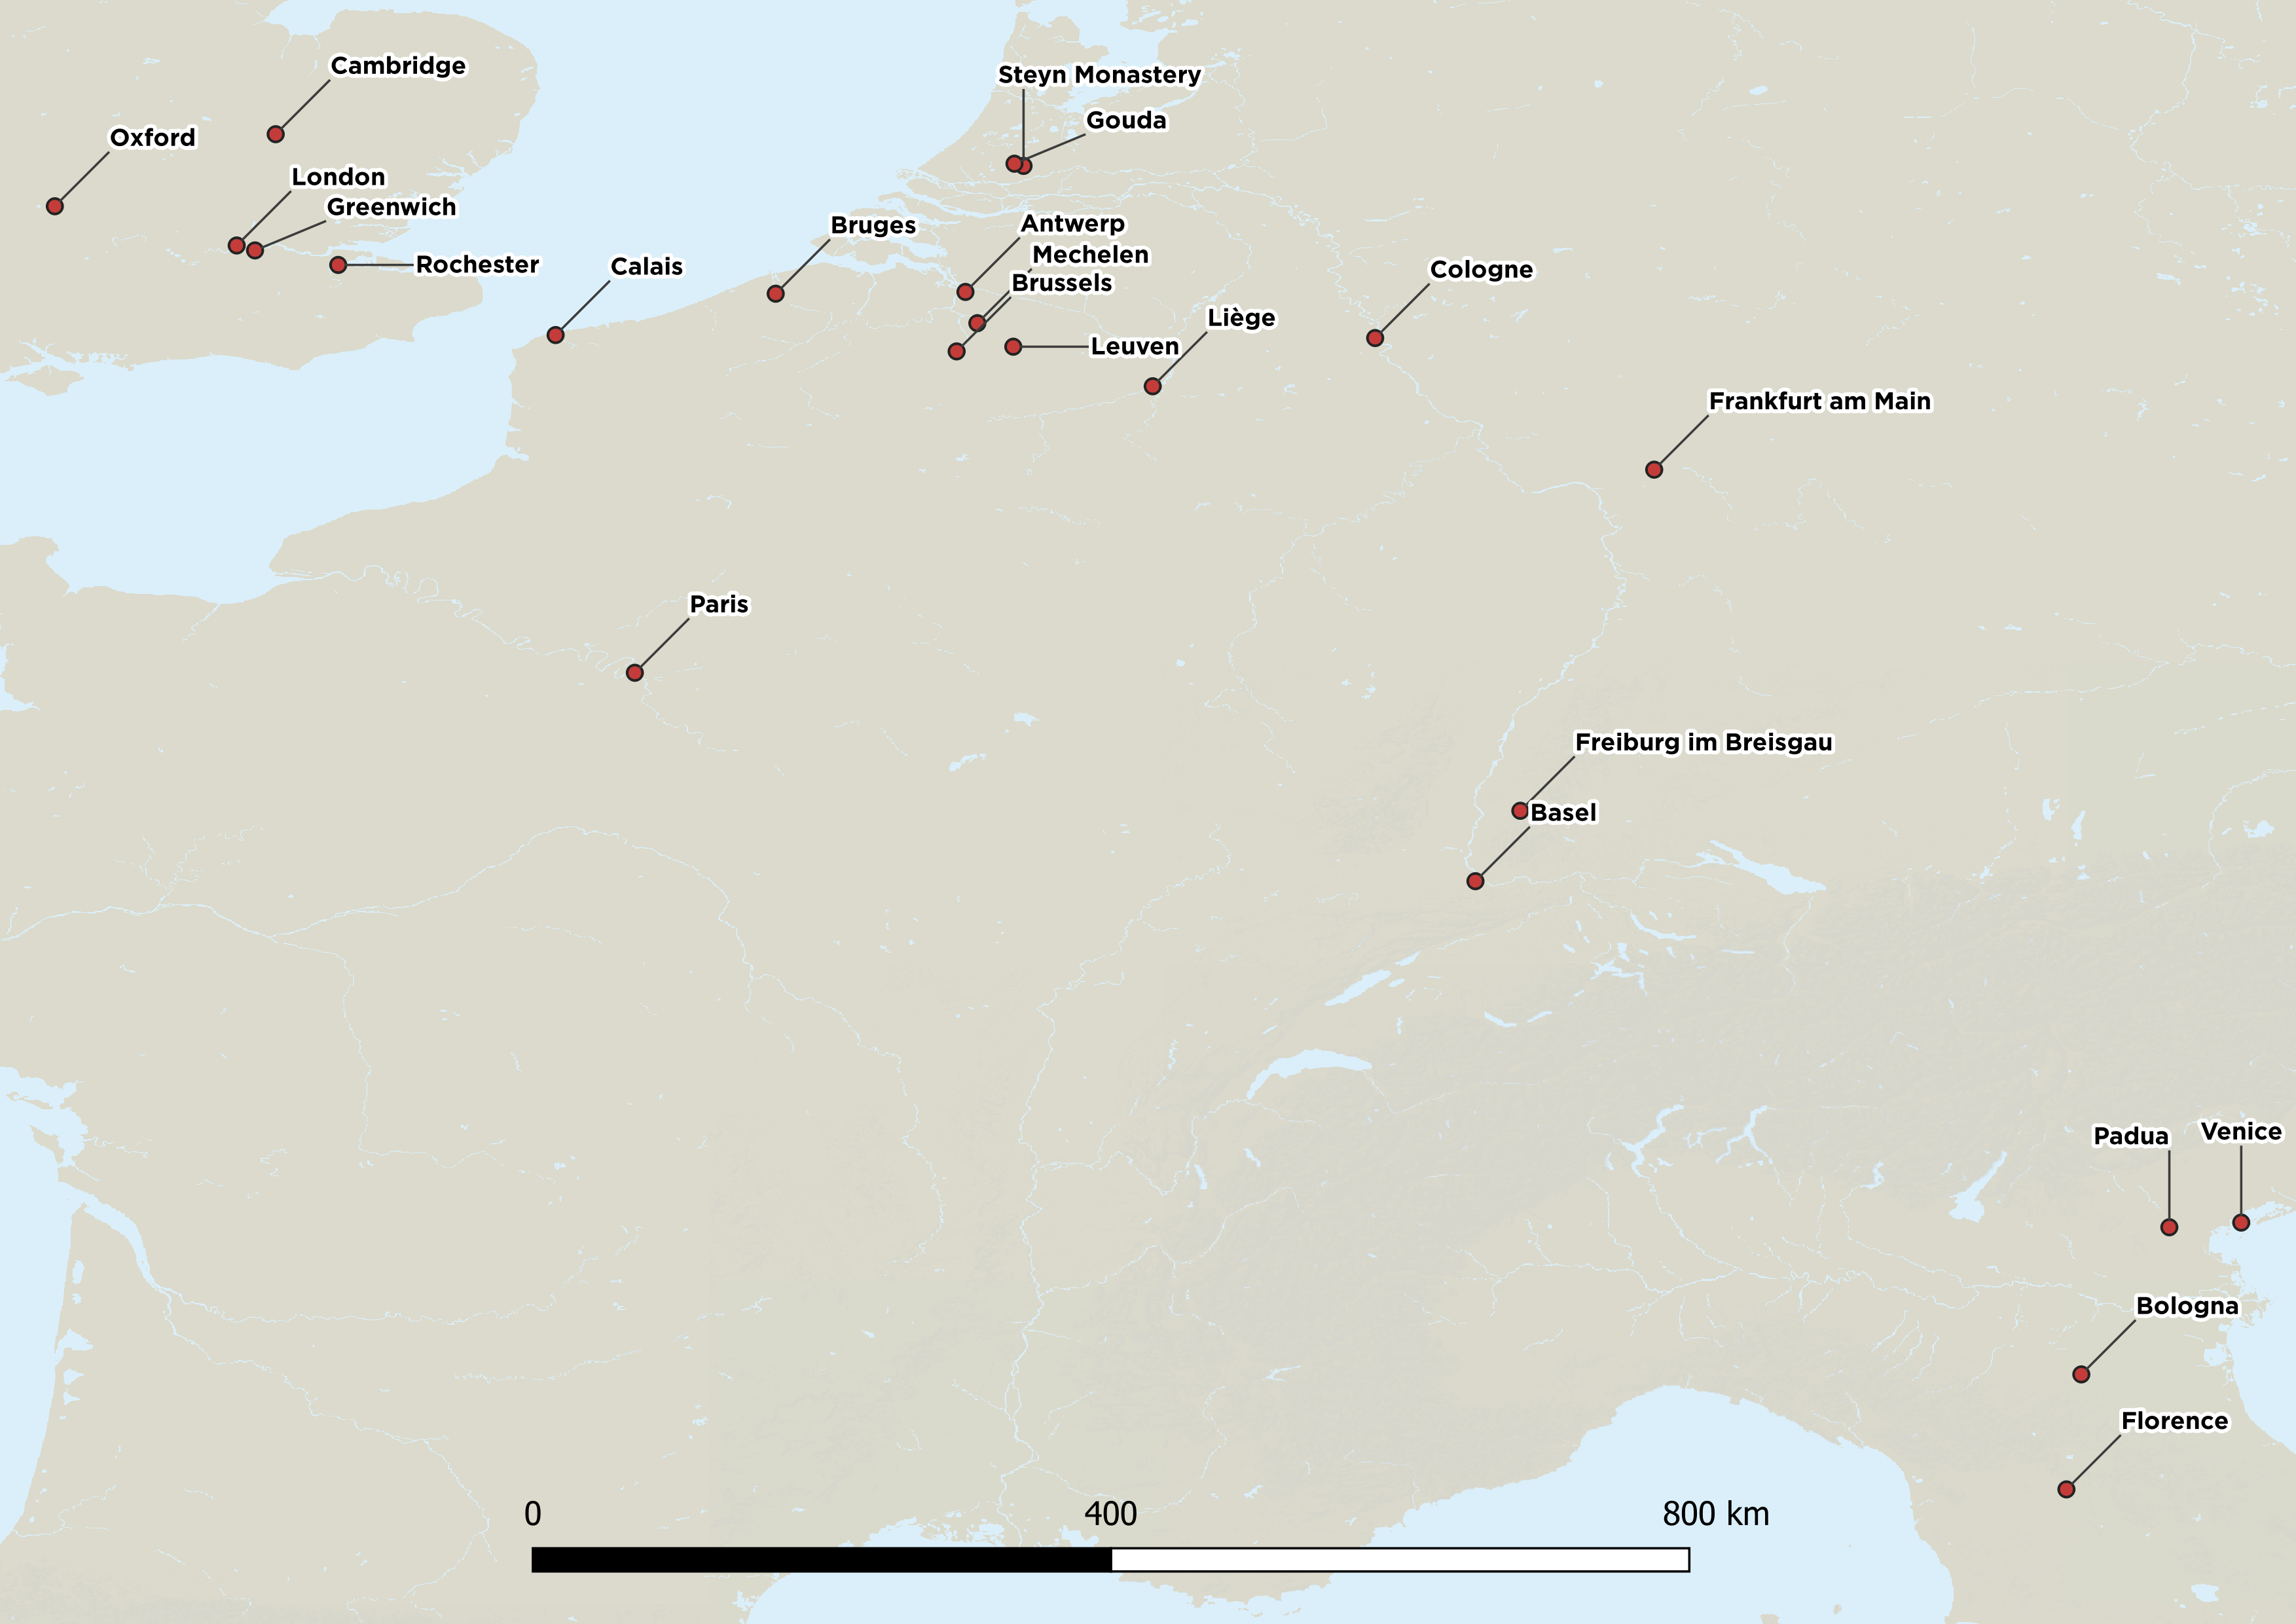 Cambridge
Steyn Monastery
Gouda
Oxford
London
Greenwich
Rochester
Calais
Bruges
Antwerp
Mechelen
Brussels
Leuven
Liège
Cologne
Frankfurt am Main
Paris
Freiburg im Breisgau
Basel
Padua
Venice
Bologna
Florence
0 400 800 km